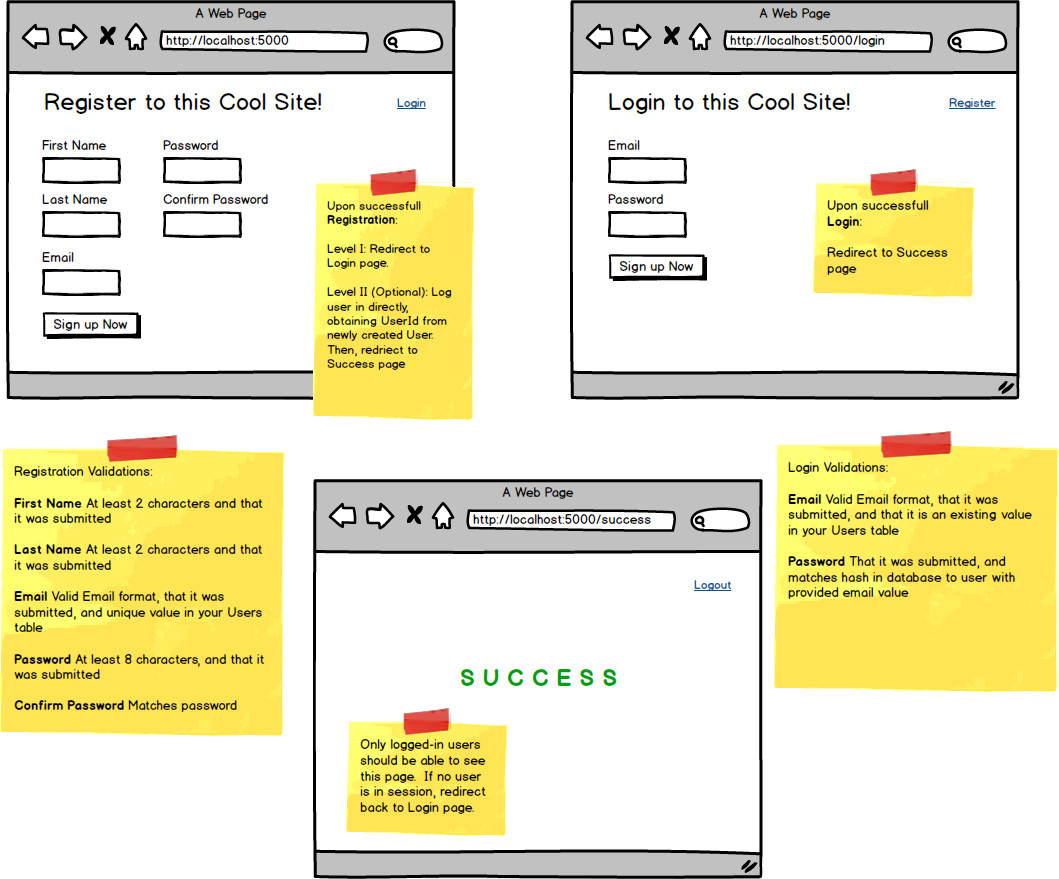 A Web Page
http://localhost:5000
Register to this Cool Site!
Login
First Name
Password
Last Name
Confirm Password
Email
Sign up Now
Upon successfull
Registration:
Level I: Redirect to
Login page.
Level II (Optional): Log
user in directly,
obtaining UserId from
newly created User.
Then, redriect to
Success page
A Web Page
http://localhost:5000/login
Login to this Cool Site!
Register
Email
Password
Sign up Now
Upon successfull
Login:
Redirect to Success
page
Registration Validations:
First Name At least 2 characters and that
it was submitted
Last Name At least 2 characters and that
it was submitted
Email Valid Email format, that it was
submitted, and unique value in your Users
table
Password At least 8 characters, and that it
was submitted
Confirm Password Matches password
A Web Page
http://localhost:5000/success
Logout
SUCCESS
Only logged-in users
should be able to see
this page. If no user
is in session, redirect
back to Login page.
Login Validations:
Email Valid Email format, that it was
submitted, and that it is an existing value
in your Users table
Password That it was submitted, and
matches hash in database to user with
provided email value